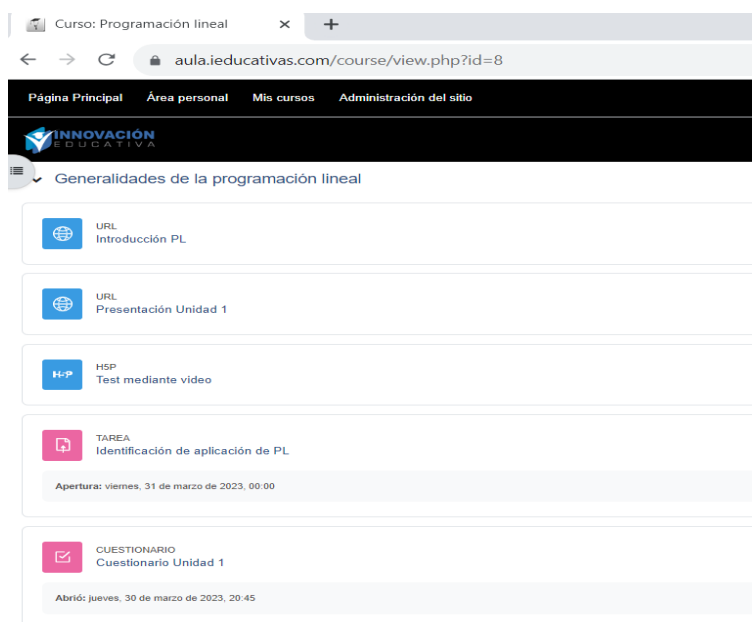 Curso: Programación lineal
aula.ieducativas.com/course/view.php?id=8
Página Principal Área personal Mis cursos Administración del sitio
INNOVACIÓN
EDUCATIVA
Generalidades de la programación lineal
URL
Introducción PL
URL
Presentación Unidad 1
H5P
H5P
Test mediante video
TAREA
Identificación de aplicación de PL
Apertura: viernes, 31 de marzo de 2023, 00:00
CUESTIONARIO
Cuestionario Unidad 1
Abrió: jueves, 30 de marzo de 2023, 20:45